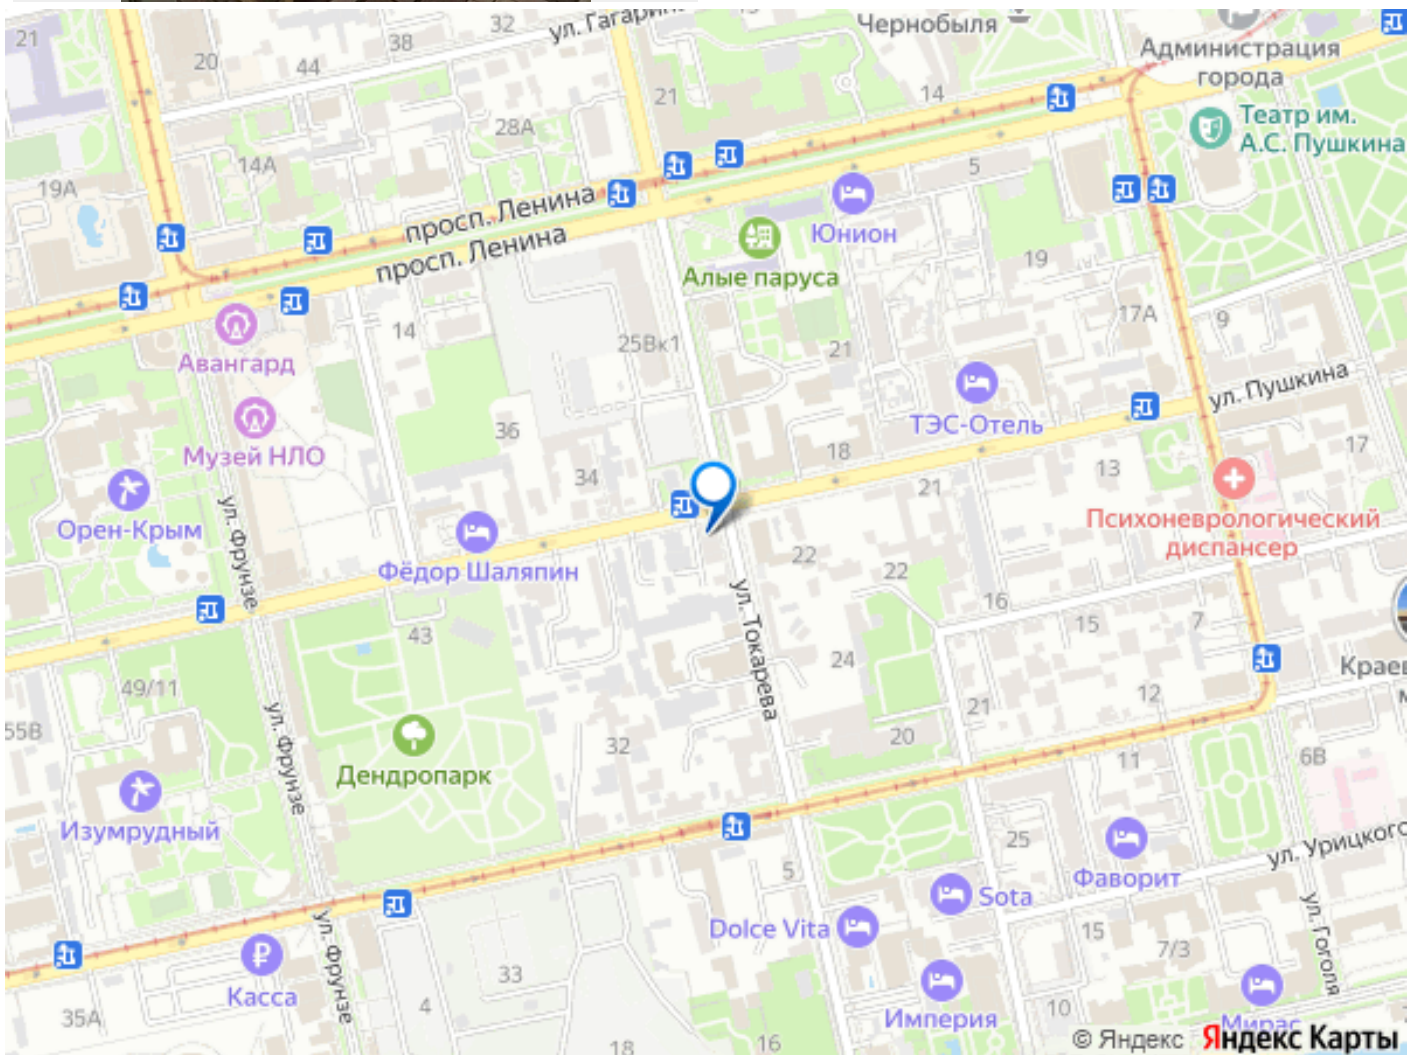 21
20
44
38
32
ул. Гагарин
Чернобыля
Администрация
города
14
21
28А
14А
19А
Театр им.
А.С. Пушкина
5
просп. Ленина
просп. Ленина
Юнион
Алые паруса
19
17А
9
14
25Вк1
21
Авангард
Музей НЛО
ТЭС-Отель
ул. Пушкина
36
34
18
21
13
17
Орен-Крым
ул. Фрунзе
Фёдор Шаляпин
Психоневрологический
диспансер
22
22
16
15
7
43
ул. Токарева
24
Краев
49/11
55В
ул. Фрунзе
21
12
32
20
11
6В
Дендропарк
Изумрудный
25
ул. Урицкого
Фаворит
5
Sota
Dolce Vita
ул. Фрунзе
15
7/3
ул. Гоголя
Касса
33
4
35А
Империя
10
Мирас
18
16
© Яндекс Яндекс Карты